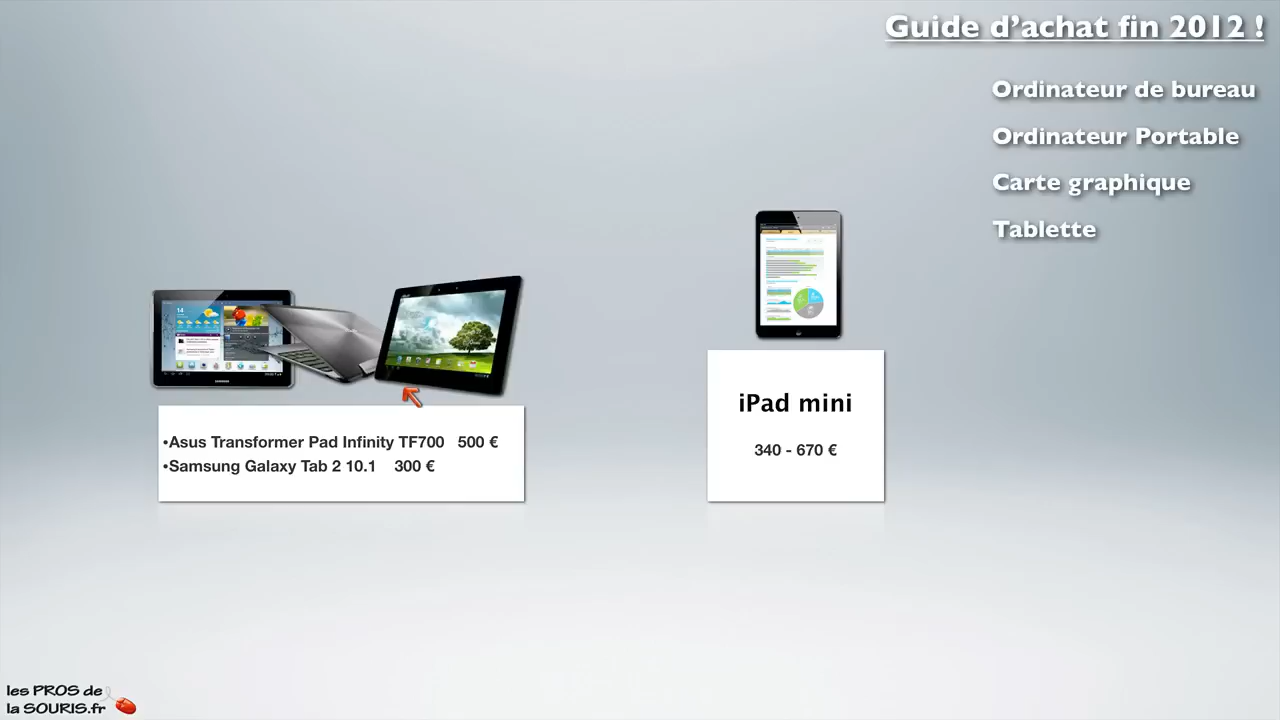 Guide d’achat fin 2012 !
Ordinateur de bureau
Ordinateur Portable
Carte graphique
Tablette
•Asus Transformer Pad Infinity TF700 500 €
•Samsung Galaxy Tab 2 10.1 300 €
iPad mini
340 - 670 €
les PROS de
la SOURIS.fr